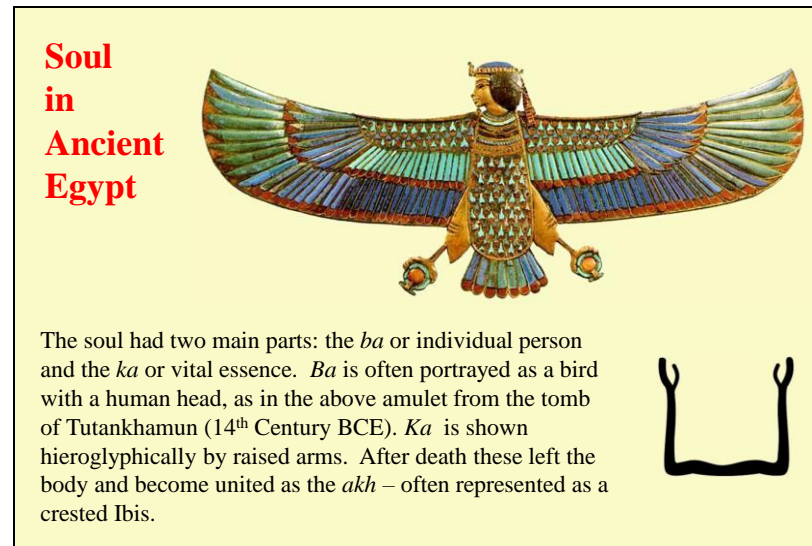 Soul
in
Ancient
Egypt
The soul had two main parts: the ba or individual person
and the ka or vital essence.  Ba is often portrayed as a bird
with a human head, as in the above amulet from the tomb
of Tutankhamun (14th Century BCE). Ka  is shown
hieroglyphically by raised arms.  After death these left the
body and become united as the akh – often represented as a
crested Ibis.